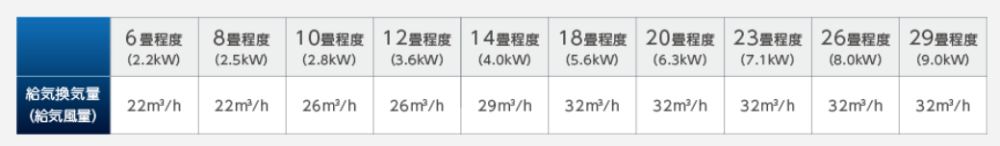 6畳程度 8畳程度 10畳程度 12畳程度 14畳程度 18畳程度 20畳程度 23畳程度 26畳程度 29畳程度
(2.2kW) (2.5kW) (2.8kW) (3.6kW) (4.0kW) (5.6kW) (6.3kW) (7.1kW) (8.0kW) (9.0kW)
給気換気量
(給気風量)
22m³/h 22m³/h 26m³/h 26m³/h 29m³/h 32m³/h 32m³/h 32m³/h 32m³/h 32m³/h